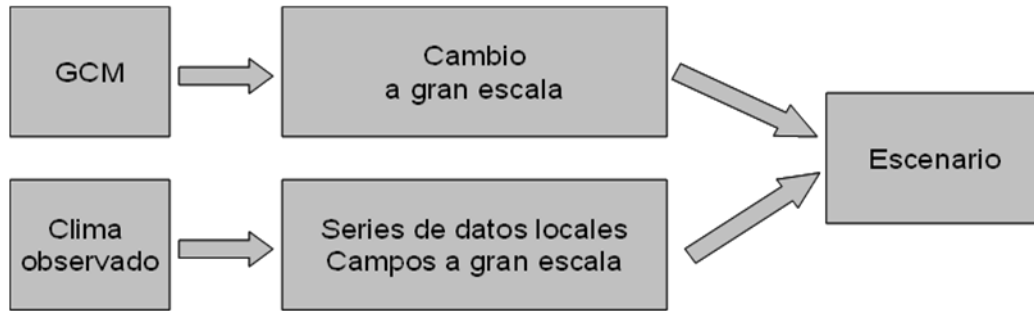 GCM
Cambio
a gran escala
Escenario
Clima
observado
Series de datos locales
Campos a gran escala